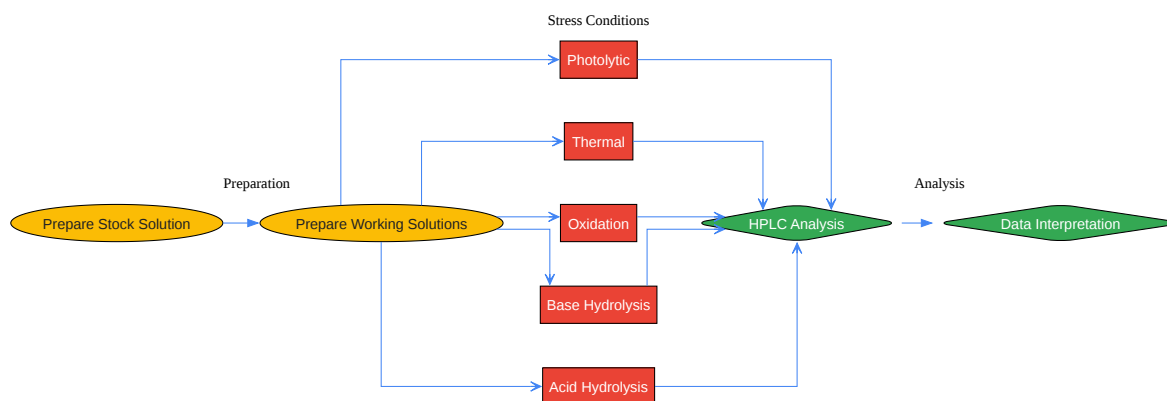 Stress Conditions
Photolytic
Thermal
Preparation
Analysis
Prepare Stock Solution
Prepare Working Solutions
Oxidation
HPLC Analysis
Data Interpretation
Base Hydrolysis
Acid Hydrolysis